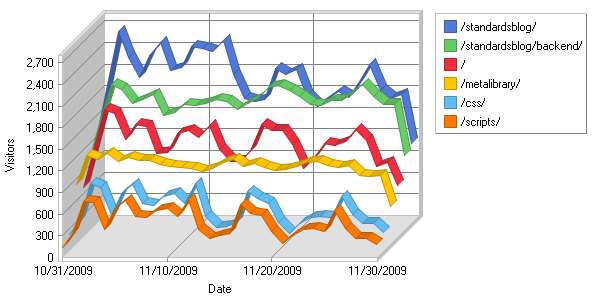 /standardsblog/
/standardsblog/backend/
/
/metalibrary/
/css/
/scripts/
Visitors
2,700
2,400
2,100
1,800
1,500
1,200
900
600
300
0
10/31/2009 11/10/2009 11/20/2009 11/30/2009
Date